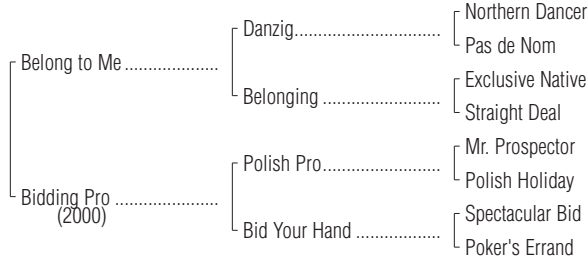 Northern Dancer
Danzig..............................
Pas de Nom
Belong to Me ...................
Exclusive Native
Belonging ........................
Straight Deal
Mr. Prospector
Polish Pro........................
Polish Holiday
Bidding Pro .....................
(2000)
Spectacular Bid
Bid Your Hand .................
Poker's Errand